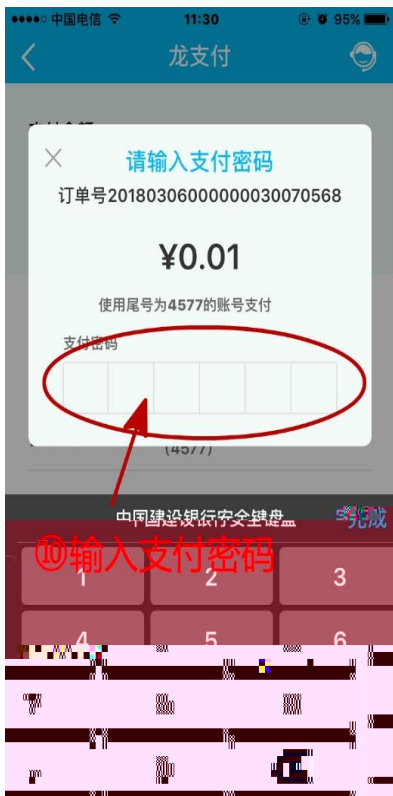 中国电信 11:30 95%
龙支付
请输入支付密码
订单号20180306000000030070568
¥0.01
使用尾号为4577的账号支付
支付密码
(4577)
中国建设银行安全键盘 完成
⑩输入支付密码
1 2 3
4 5 6